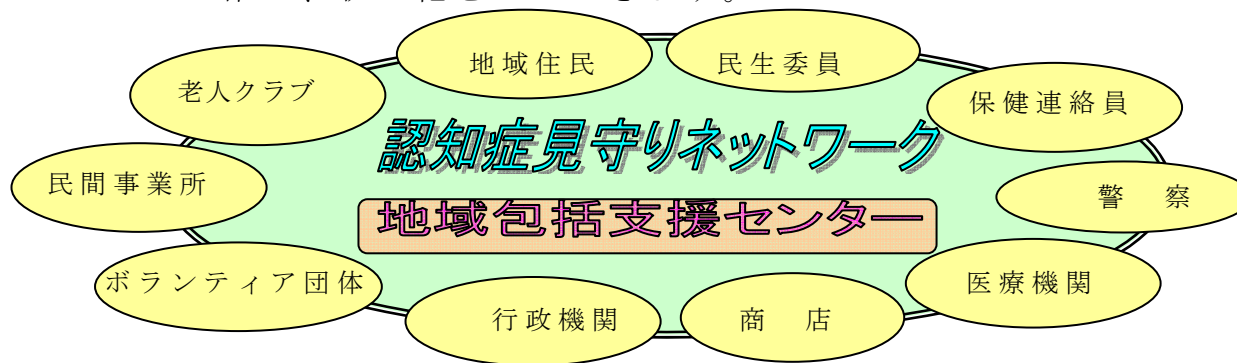 地域住民
民生委員
老人クラブ
保健連絡員
認知症見守りネットワーク
民間事業所
警　察
地域包括支援センター
ボランティア団体
医療機関
行政機関
商　店